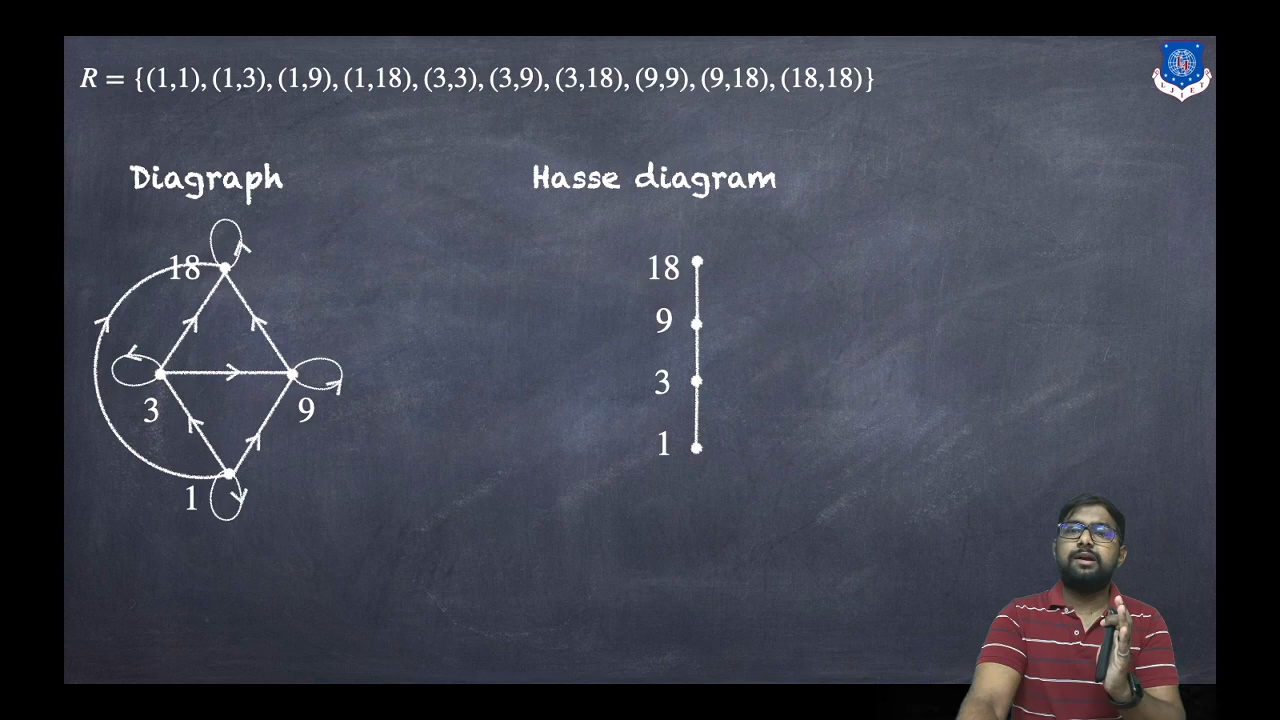 R = {(1,1), (1,3), (1,9), (1,18), (3,3), (3,9), (3,18), (9,9), (9,18), (18,18)}
Diagraph
Hasse diagram
18
3
9
1
18
9
3
1
LJIET